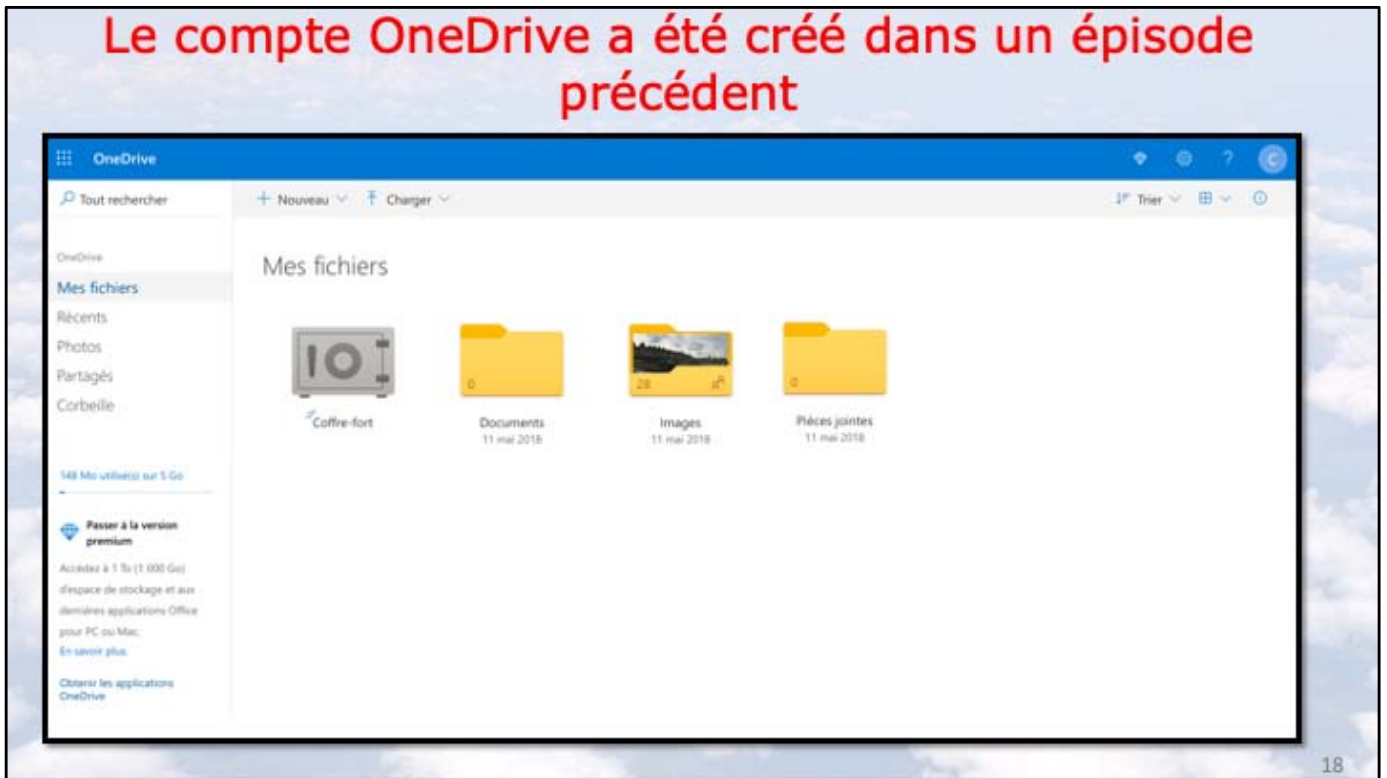 Le compte OneDrive a été créé dans un épisode
précédent
OneDrive
?
C
Tout rechercher
Nouveau
Charger
Trier
OneDrive
Mes fichiers
Récents
Photos
Partagés
Corbeille
148 Mo utilisé(s) sur 5 Go
Passer à la version
premium
Accédez à 1 To (1 000 Go)
d'espace de stockage et aux
dernières applications Office
pour PC ou Mac.
En savoir plus.
Obtenir les applications
OneDrive
Mes fichiers
Coffre-fort
0
Documents
11 mai 2018
28
Images
11 mai 2018
0
Pièces jointes
11 mai 2018
18